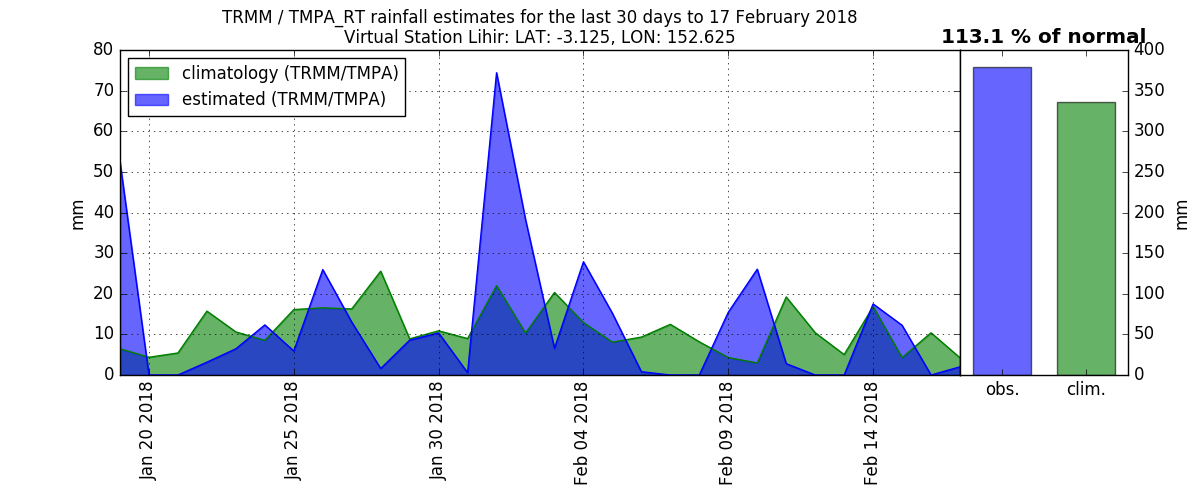 TRMM / TMPA_RT rainfall estimates for the last 30 days to 17 February 2018
Virtual Station Lihir: LAT: -3.125, LON: 152.625
113.1 % of normal
climatology (TRMM/TMPA)
estimated (TRMM/TMPA)
80
70
60
50
40
30
20
10
0
mm
400
350
300
250
200
150
100
50
0
mm
Jan 20 2018
Jan 25 2018
Jan 30 2018
Feb 04 2018
Feb 09 2018
Feb 14 2018
obs.
clim.